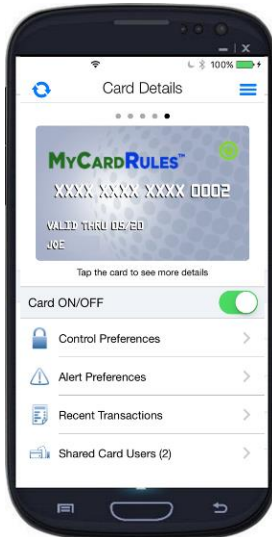 100%
Card Details
MYCARDRULES™
XXXX XXXX XXXX 0002
VALID THRU 05/20
JOE
Tap the card to see more details
Card ON/OFF
Control Preferences
Alert Preferences
Recent Transactions
Shared Card Users (2)